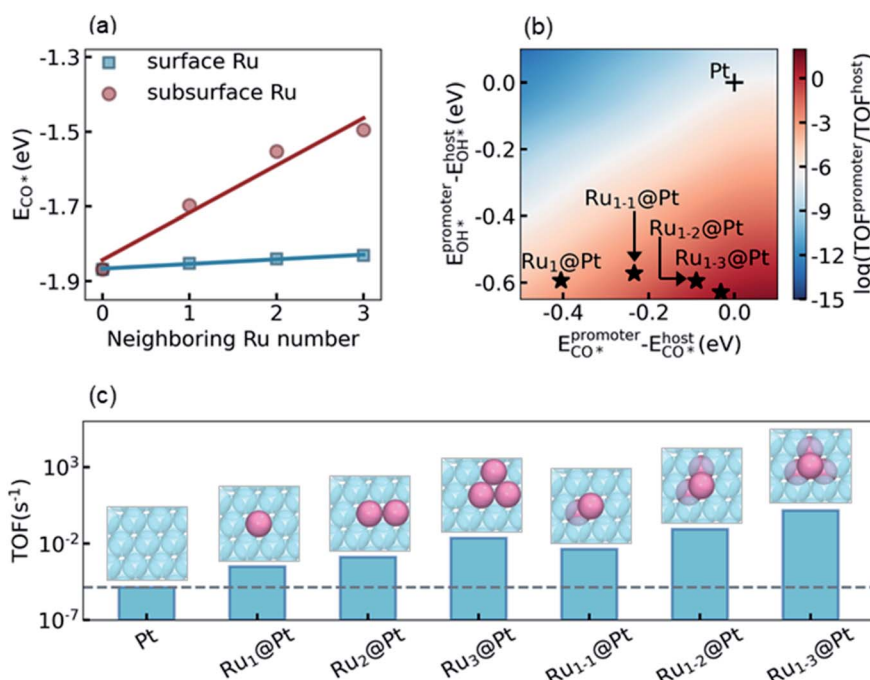 (a)
-1.3
-1.5
-1.7
-1.9
E_CO* (eV)
surface Ru
subsurface Ru
0 1 2 3
Neighboring Ru number
(b)
0.0
-0.2
-0.4
-0.6
E_OH*^promoter-E_OH*^host (eV)
Pt
Ru1-1@Pt
Ru1-2@Pt
Ru1@Pt
Ru1-3@Pt
-0.4 -0.2 0.0
E_CO*^promoter-E_CO*^host (eV)
0
-3
-6
-9
-12
-15
log(TOF^promoter/TOF^host)
(c)
10^3
10^-2
10^-7
TOF(s^-1)
Pt
Ru1@Pt
Ru2@Pt
Ru3@Pt
Ru1-1@Pt
Ru1-2@Pt
Ru1-3@Pt